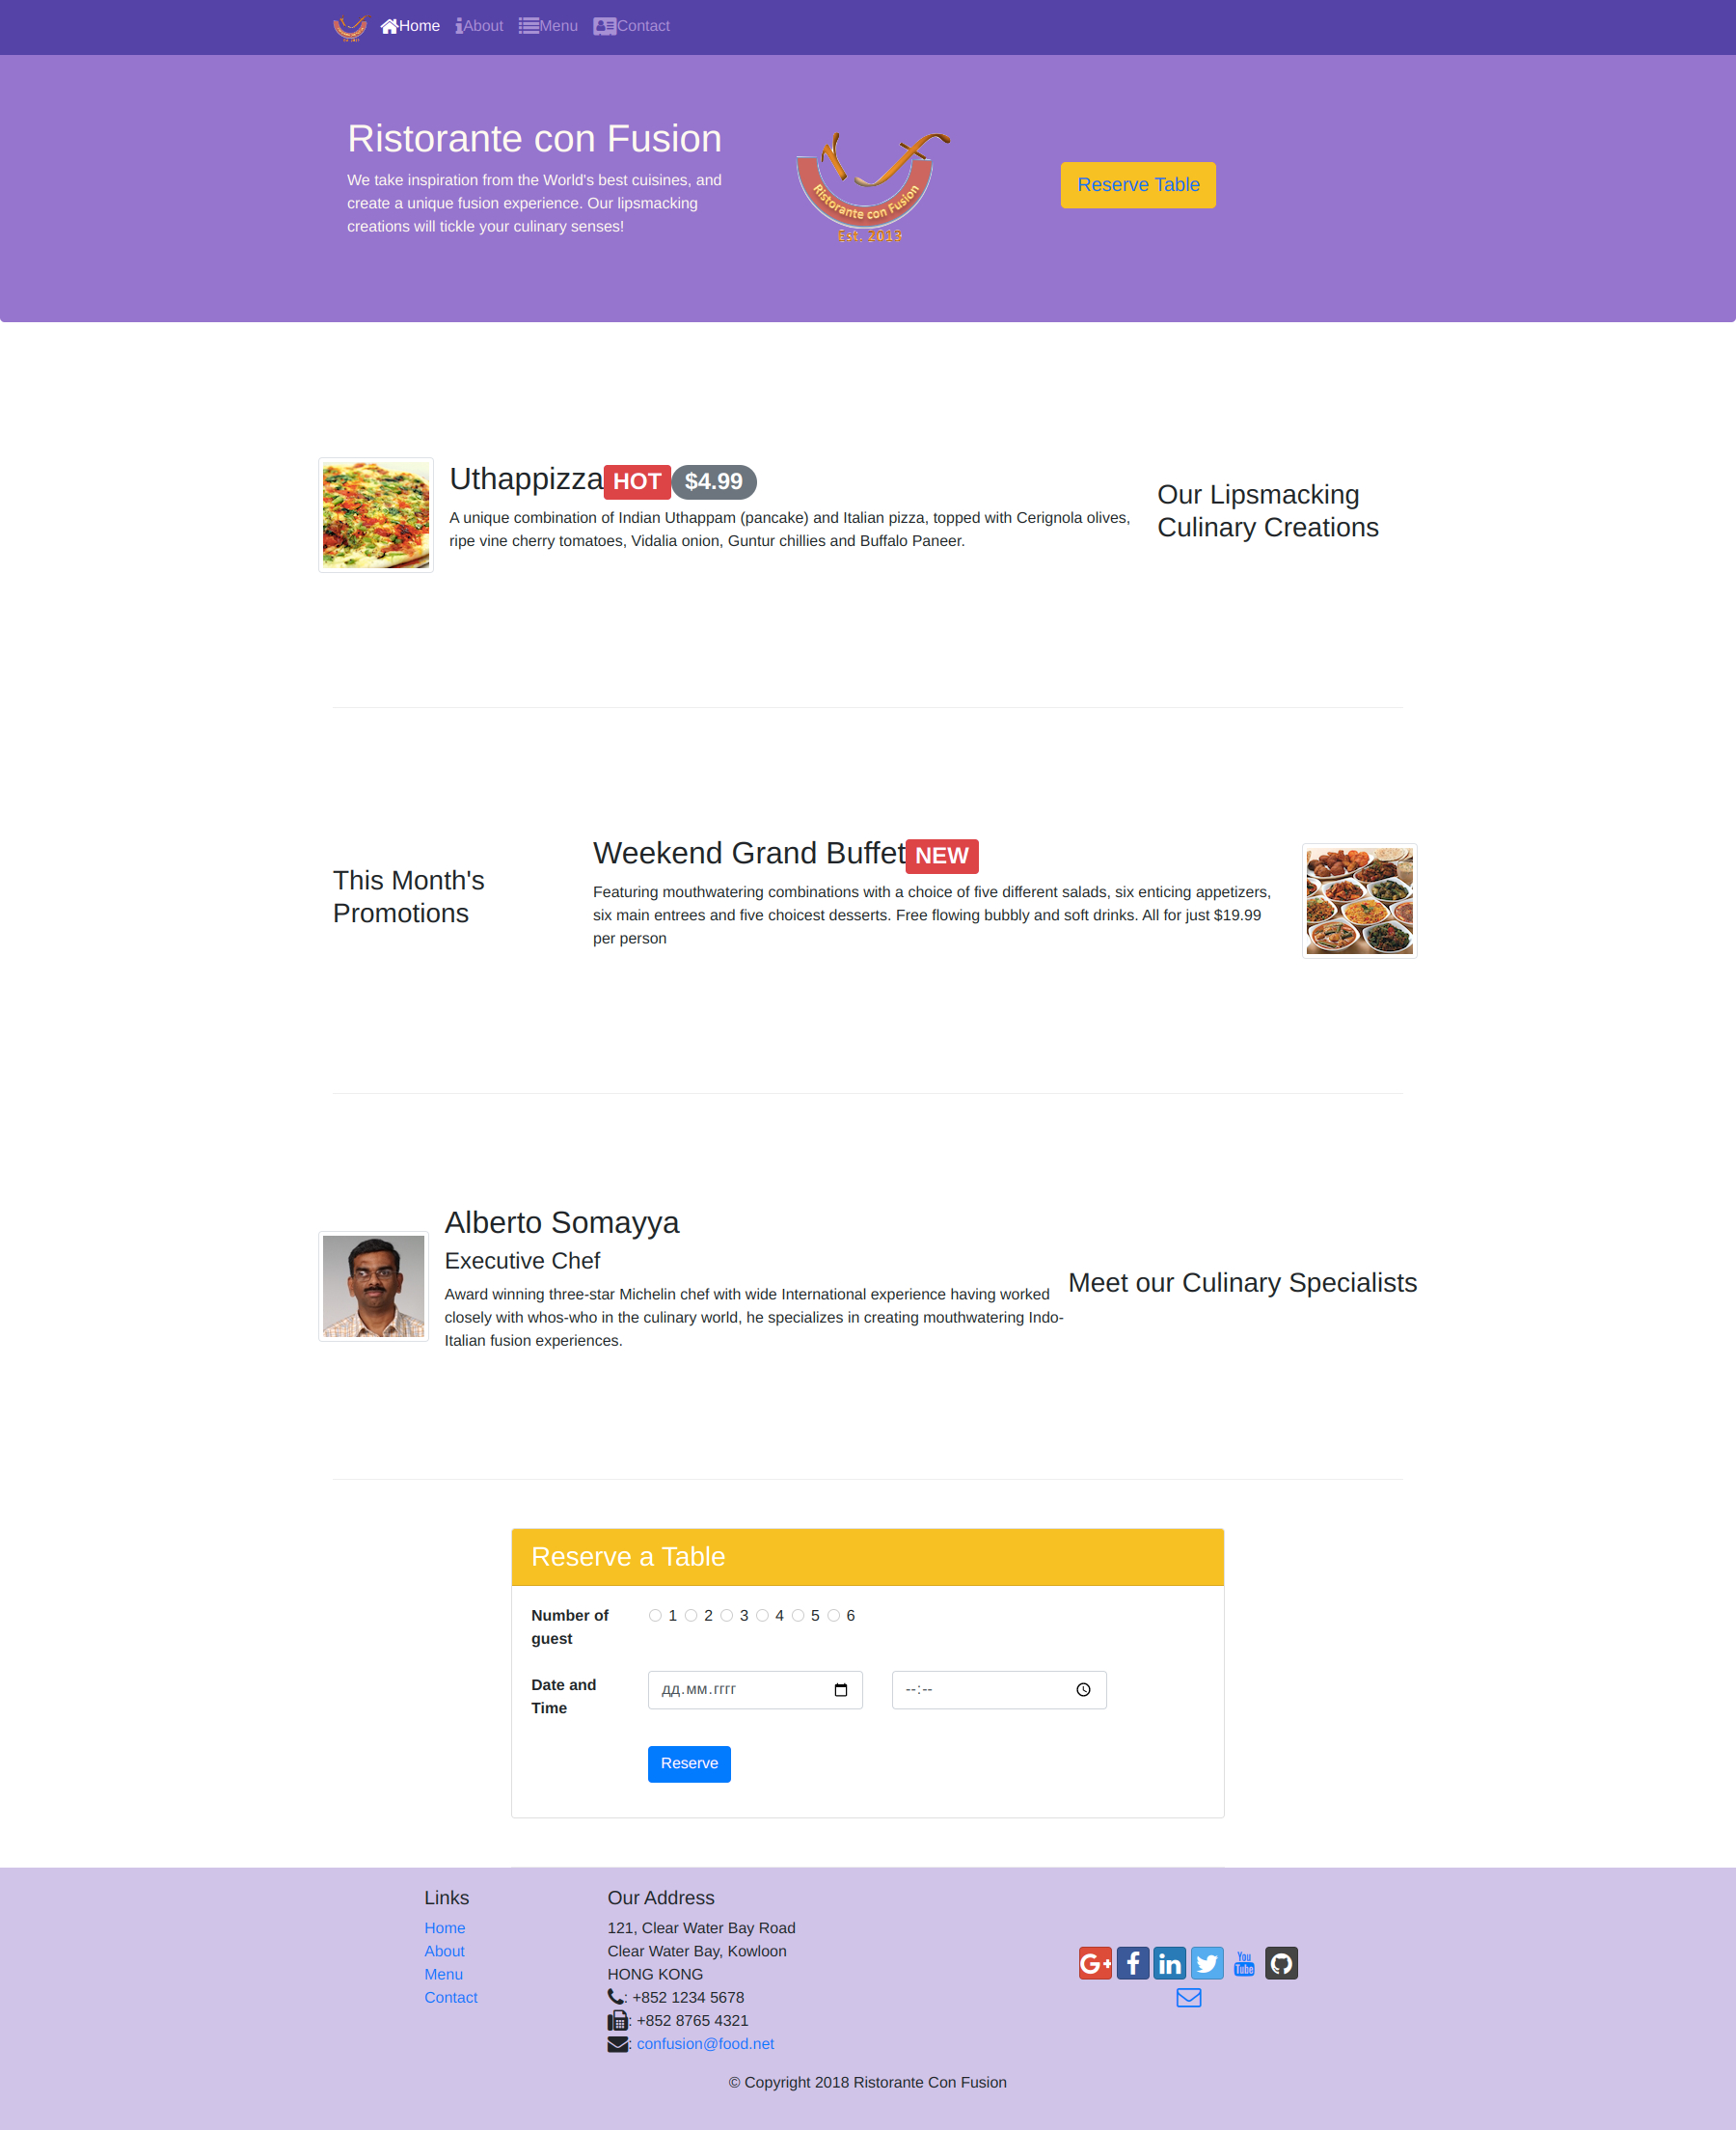 Home About Menu Contact
Ristorante con Fusion
We take inspiration from the World's best cuisines, and
create a unique fusion experience. Our lipsmacking
creations will tickle your culinary senses!
Ristorante con Fusion
Est. 2019
Reserve Table
Uthappizza HOT $4.99
A unique combination of Indian Uthappam (pancake) and Italian pizza, topped with Cerignola olives,
ripe vine cherry tomatoes, Vidalia onion, Guntur chillies and Buffalo Paneer.
Our Lipsmacking
Culinary Creations
This Month's
Promotions
Weekend Grand Buffet NEW
Featuring mouthwatering combinations with a choice of five different salads, six enticing appetizers,
six main entrees and five choicest desserts. Free flowing bubbly and soft drinks. All for just $19.99
per person
Alberto Somayya
Executive Chef
Award winning three-star Michelin chef with wide International experience having worked
closely with whos-who in the culinary world, he specializes in creating mouthwatering Indo-
Italian fusion experiences.
Meet our Culinary Specialists
Reserve a Table
Number of
guest
1 2 3 4 5 6
Date and
Time
дд.мм.гггг
--:--
Reserve
Links
Home
About
Menu
Contact
Our Address
121, Clear Water Bay Road
Clear Water Bay, Kowloon
HONG KONG
: +852 1234 5678
: +852 8765 4321
: confusion@food.net
G+ f in You Tube
© Copyright 2018 Ristorante Con Fusion